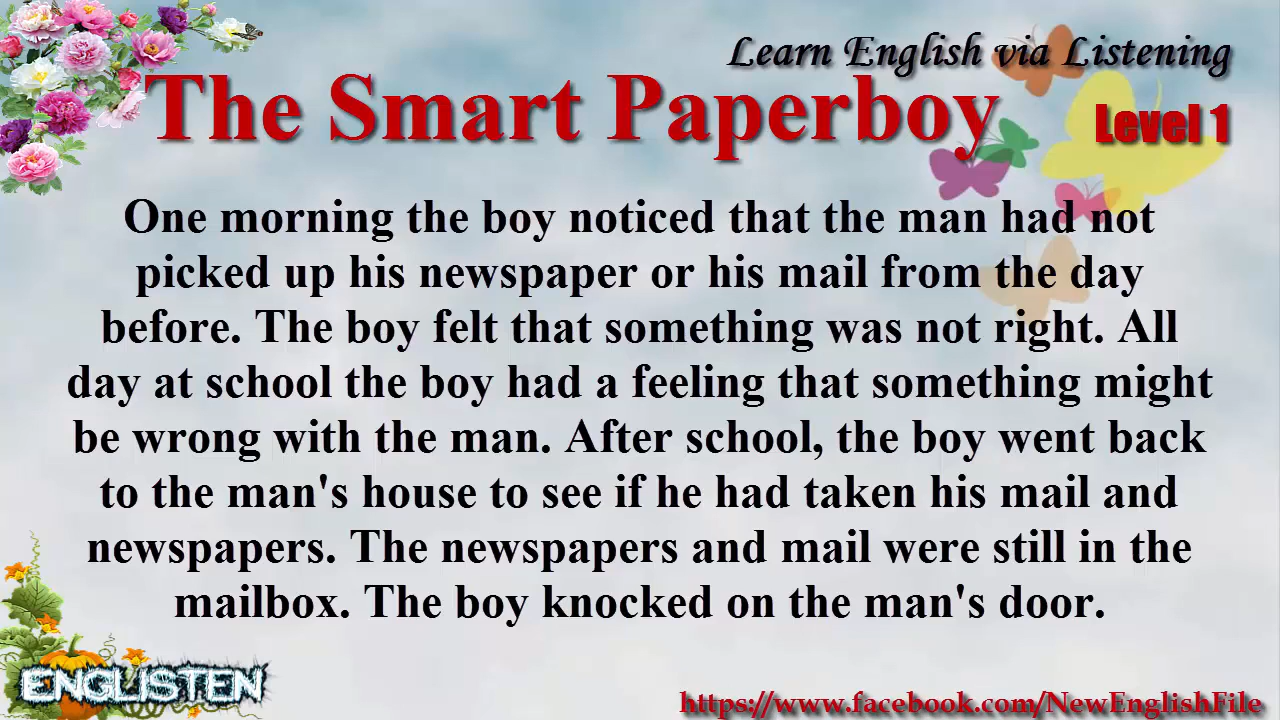 Learn English via Listening
The Smart Paperboy
Level 1
One morning the boy noticed that the man had not
picked up his newspaper or his mail from the day
before. The boy felt that something was not right. All
day at school the boy had a feeling that something might
be wrong with the man. After school, the boy went back
to the man's house to see if he had taken his mail and
newspapers. The newspapers and mail were still in the
mailbox. The boy knocked on the man's door.
ENGLISTEN
https://www.facebook.com/NewEnglishFile